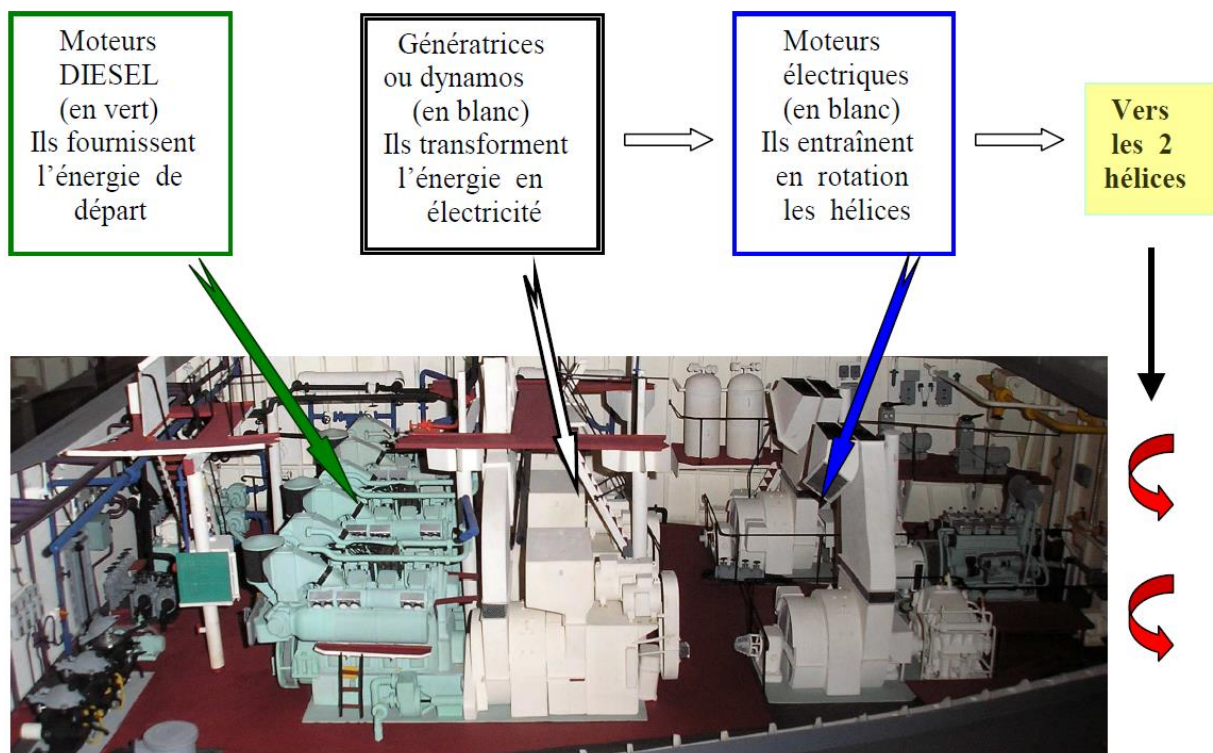 Moteurs
DIESEL
(en vert)
Ils fournissent
l’énergie de
départ
Génératrices
ou dynamos
(en blanc)
Ils transforment
l’énergie en
électricité
Moteurs
électriques
(en blanc)
Ils entraînent
en rotation
les hélices
Vers
les 2
hélices